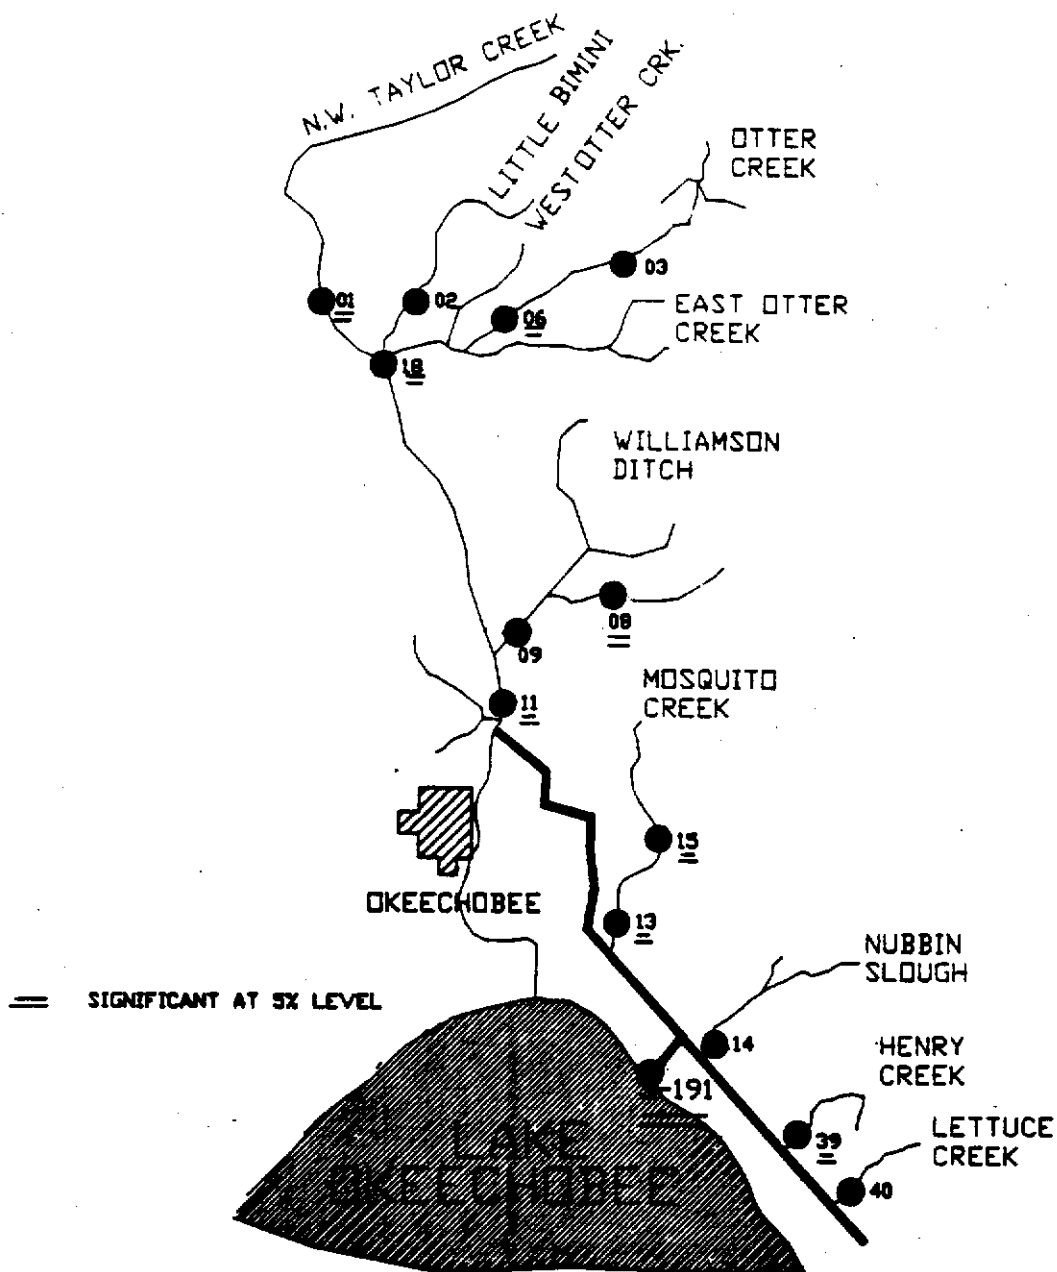 N.W. TAYLOR CREEK
LITTLE BIMINI
WEST OTTER CRK.
OTTER
CREEK
03
01
02
06
EAST OTTER
CREEK
18
WILLIAMSON
DITCH
08
09
MOSQUITO
CREEK
11
15
OKEECHOBEE
13
NUBBIN
SLOUGH
SIGNIFICANT AT 5% LEVEL
14
HENRY
CREEK
-191
LETTUCE
CREEK
39
LAKE
OKEECHOBEE
40